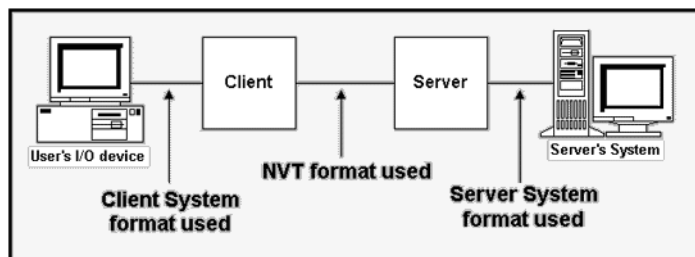 Client
Server
User's I/O device
Server's System
NVT format used
Client System
format used
Server System
format used